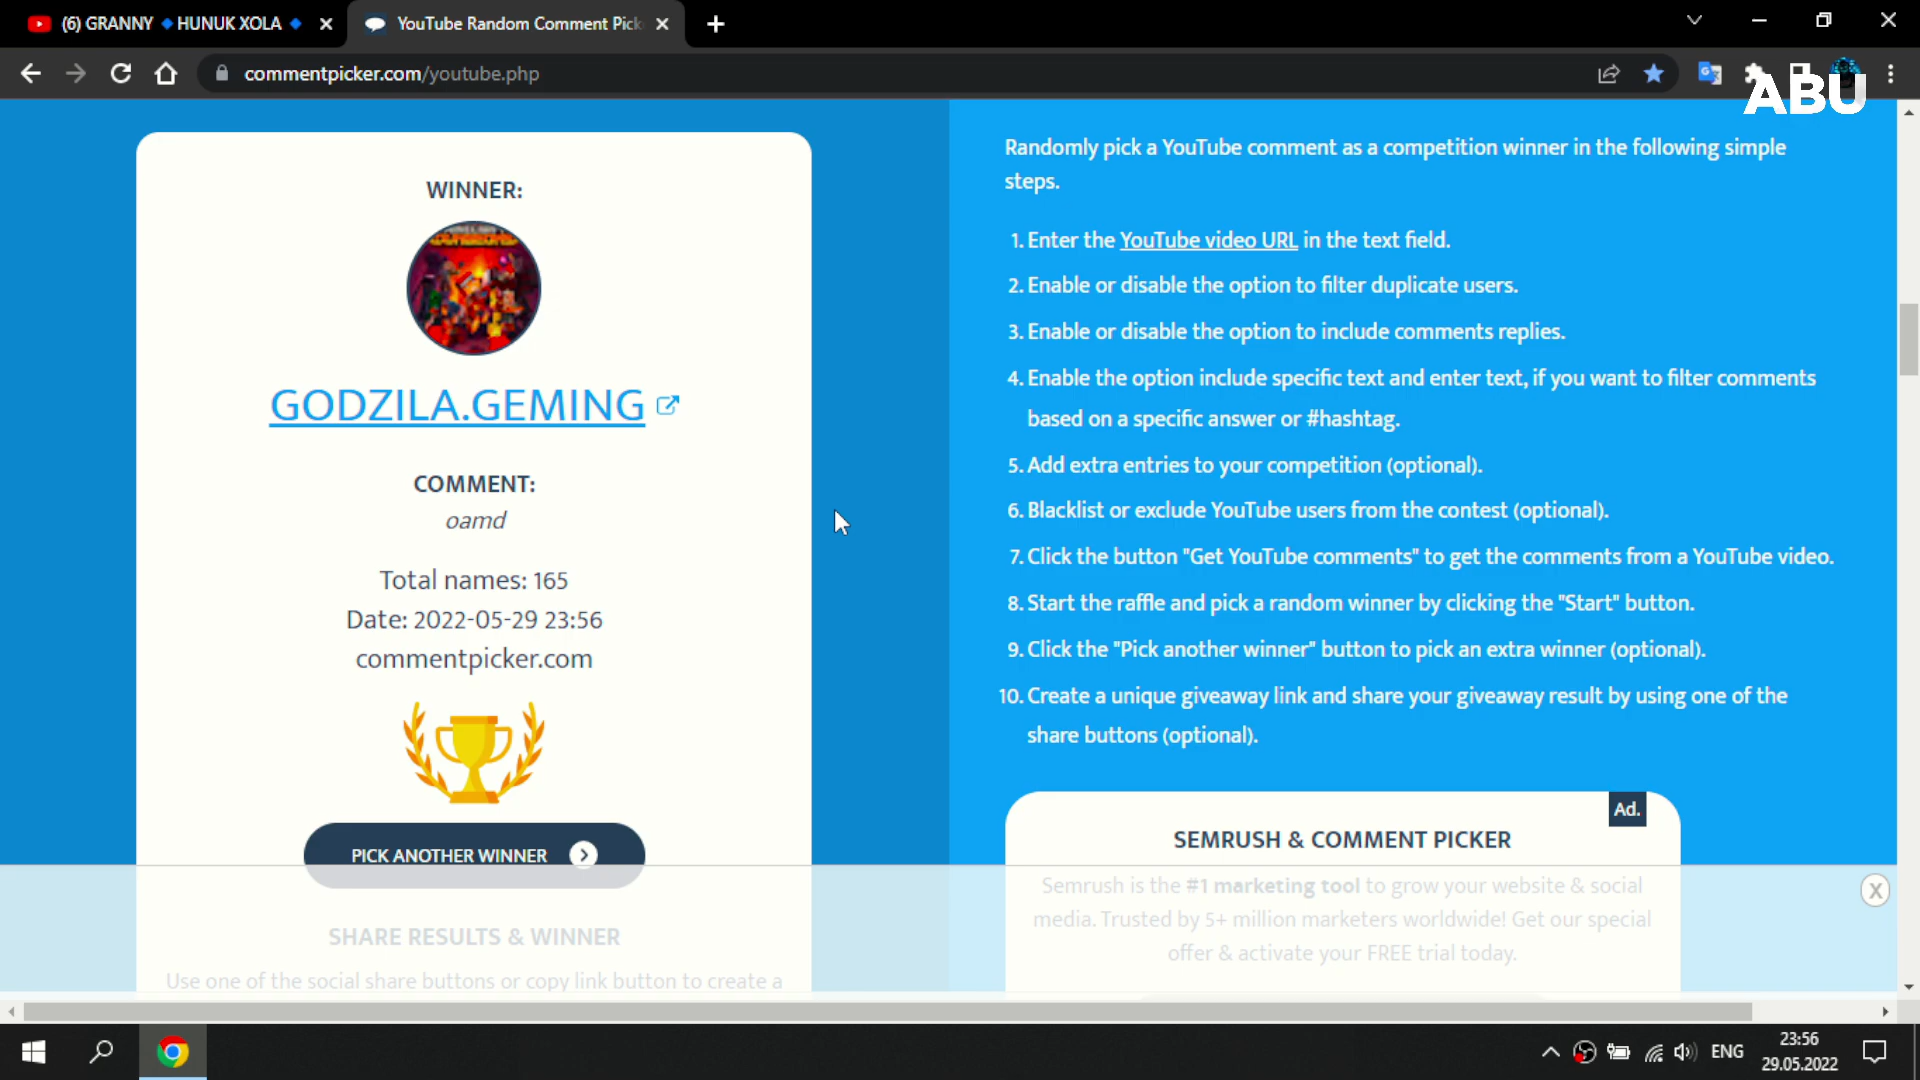 (6) GRANNY 🔹HUNUK XOLA🔹
YouTube Random Comment Pick
commentpicker.com/youtube.php
ABU
WINNER:
GODZILA.GEMING
COMMENT:
oamd
Total names: 165
Date: 2022-05-29 23:56
commentpicker.com
PICK ANOTHER WINNER
SHARE RESULTS & WINNER
Use one of the social share buttons or copy link button to create a
Randomly pick a YouTube comment as a competition winner in the following simple
steps.
1. Enter the YouTube video URL in the text field.
2. Enable or disable the option to filter duplicate users.
3. Enable or disable the option to include comments replies.
4. Enable the option include specific text and enter text, if you want to filter comments
based on a specific answer or #hashtag.
5. Add extra entries to your competition (optional).
6. Blacklist or exclude YouTube users from the contest (optional).
7. Click the button "Get YouTube comments" to get the comments from a YouTube video.
8. Start the raffle and pick a random winner by clicking the "Start" button.
9. Click the "Pick another winner" button to pick an extra winner (optional).
10. Create a unique giveaway link and share your giveaway result by using one of the
share buttons (optional).
Ad.
SEMRUSH & COMMENT PICKER
Semrush is the #1 marketing tool to grow your website & social
media. Trusted by 5+ million marketers worldwide! Get our special
offer & activate your FREE trial today.
X
ENG
23:56
29.05.2022